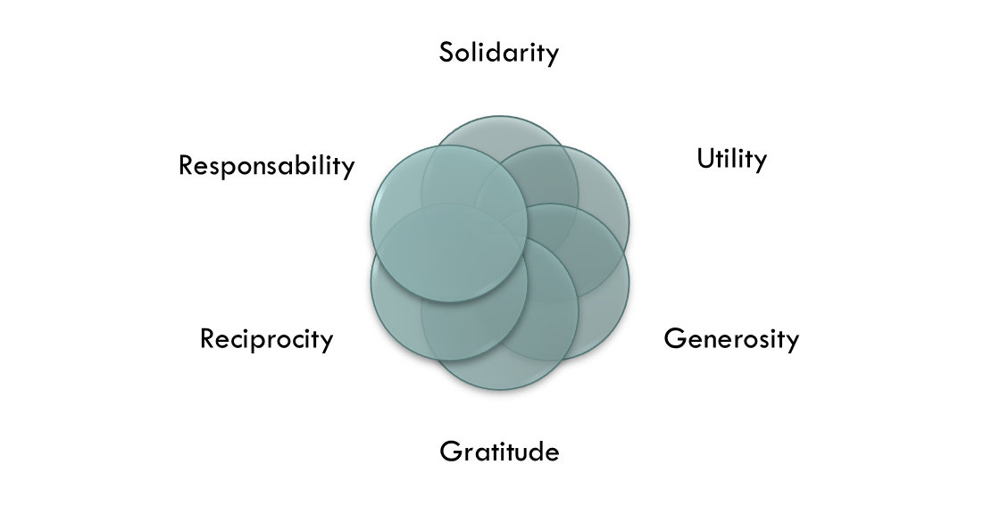 Solidarity
Utility
Responsability
Generosity
Reciprocity
Gratitude